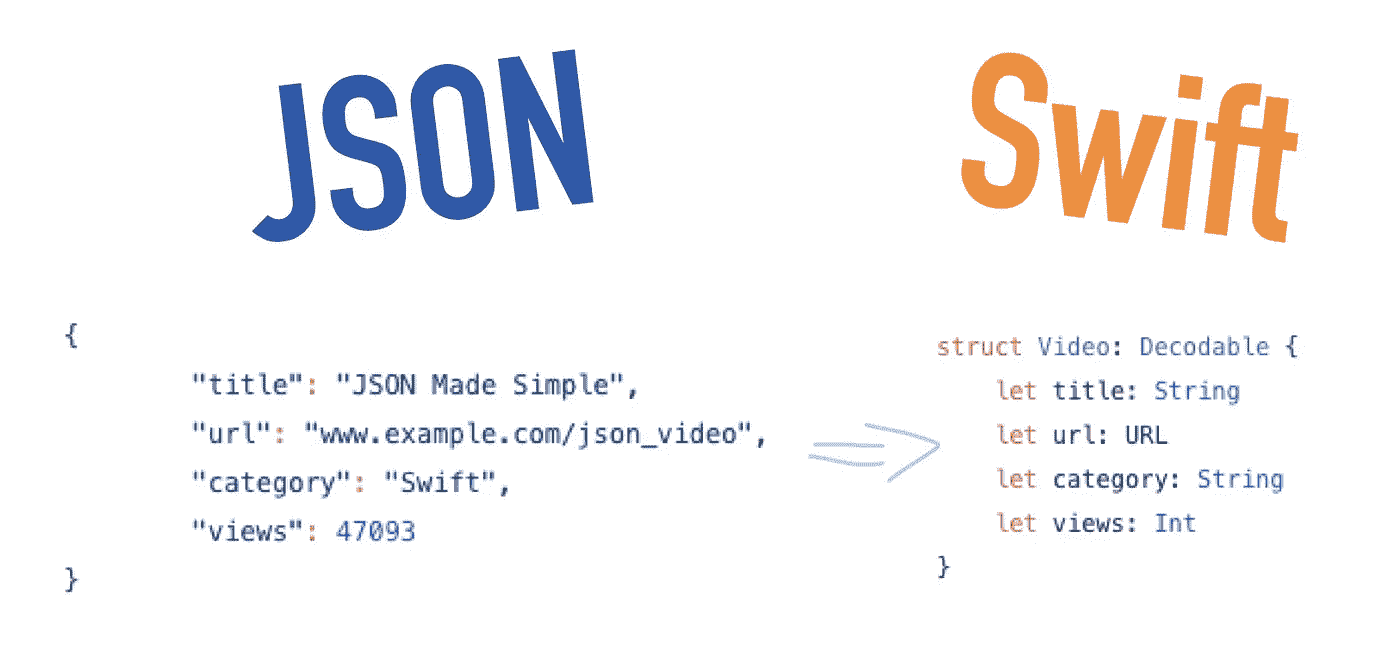 JSON
Swift
{
"title": "JSON Made Simple",
"url": "www.example.com/json_video",
"category": "Swift",
"views": 47093
}
struct Video: Decodable {
let title: String
let url: URL
let category: String
let views: Int
}